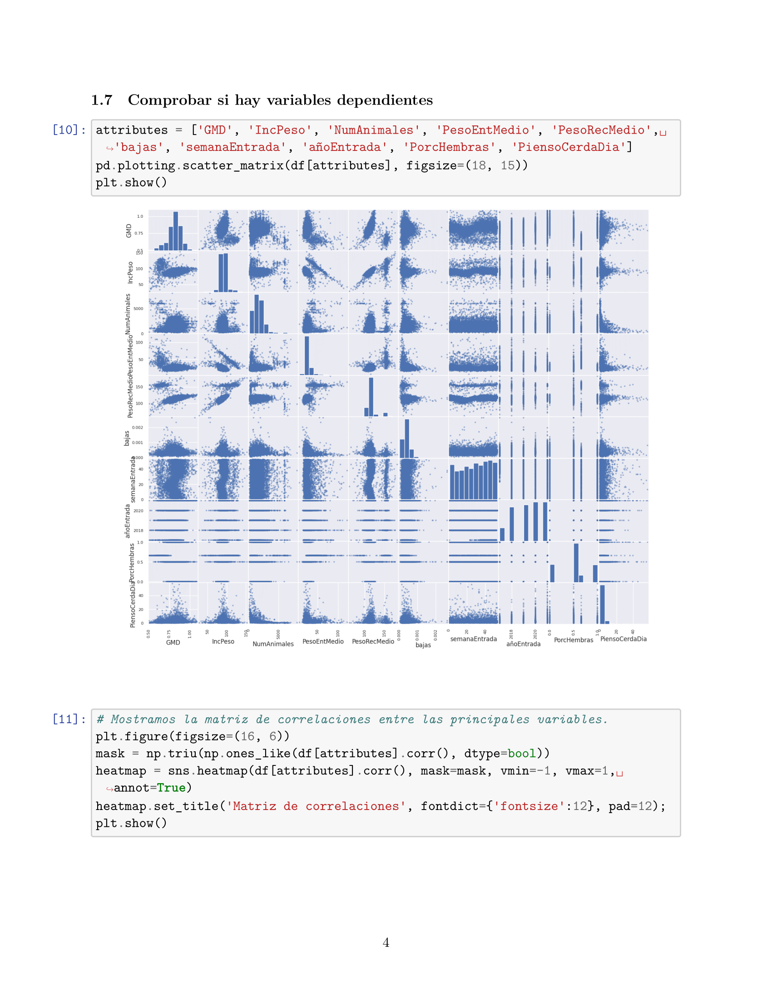 1.7 Comprobar si hay variables dependientes
[10]: attributes = ['GMD', 'IncPeso', 'NumAnimales', 'PesoEntMedio', 'PesoRecMedio',␣
↪'bajas', 'semanaEntrada', 'añoEntrada', 'PorcHembras', 'PiensoCerdaDia']
pd.plotting.scatter_matrix(df[attributes], figsize=(18, 15))
plt.show()
GMD
1.0
0.75
0.5
IncPeso
150
100
50
NumAnimales
5000
0
PesoEntMedio
100
50
PesoRecMedio
150
100
bajas
0.002
0.001
0.000
semanaEntrada
40
20
0
añoEntrada
2020
2018
PorcHembras
1.0
0.5
0.0
PiensoCerdaDia
40
20
0
0.50 0.75 1.00 50 100 150 0 5000 50 100 100 150 0.000 0.001 0.002 0 20 40 2018 2020 0.0 0.5 1.0 0 20 40
GMD IncPeso NumAnimales PesoEntMedio PesoRecMedio bajas semanaEntrada añoEntrada PorcHembras PiensoCerdaDia
[11]: # Mostramos la matriz de correlaciones entre las principales variables.
plt.figure(figsize=(16, 6))
mask = np.triu(np.ones_like(df[attributes].corr(), dtype=bool))
heatmap = sns.heatmap(df[attributes].corr(), mask=mask, vmin=-1, vmax=1,␣
↪annot=True)
heatmap.set_title('Matriz de correlaciones', fontdict={'fontsize':12}, pad=12);
plt.show()
4